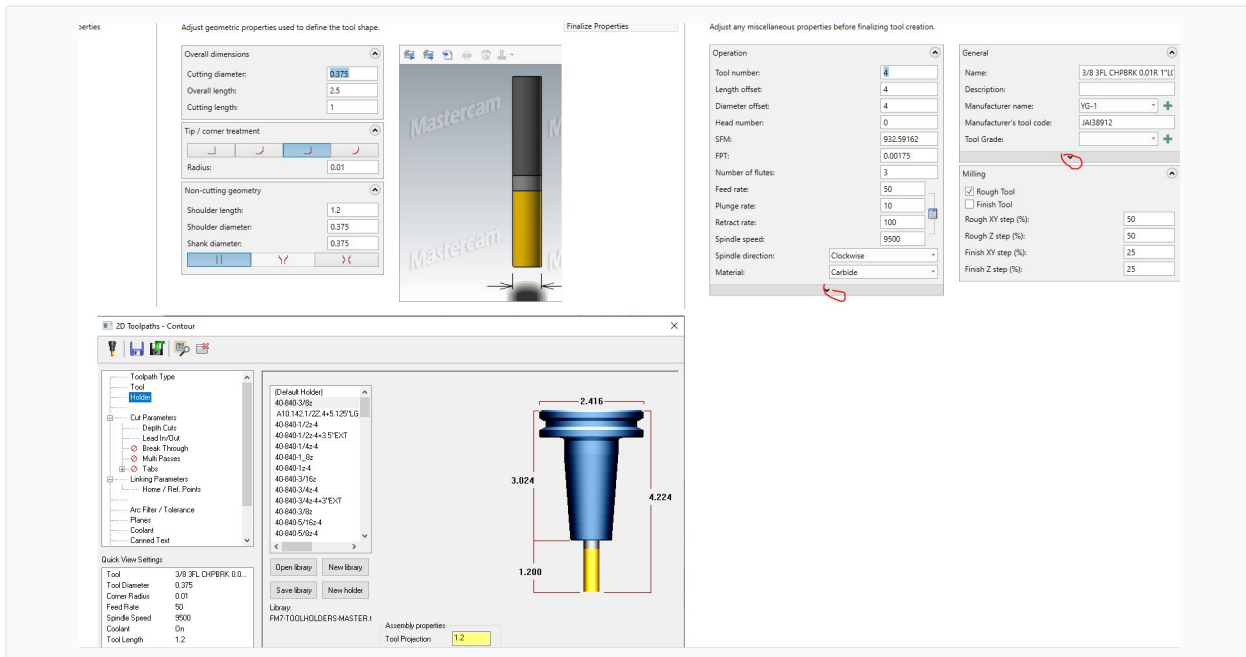 perties
Adjust geometric properties used to define the tool shape.
Overall dimensions
Cutting diameter: 0.375
Overall length: 2.5
Cutting length: 1
Tip / corner treatment
Radius: 0.01
Non-cutting geometry
Shoulder length: 1.2
Shoulder diameter: 0.375
Shank diameter: 0.375
Mastercam
Mastercam
M
M
Finalize Properties
Adjust any miscellaneous properties before finalizing tool creation.
Operation
Tool number: 4
Length offset: 4
Diameter offset: 4
Head number: 0
SFM: 932.59162
FPT: 0.00175
Number of flutes: 3
Feed rate: 50
Plunge rate: 10
Retract rate: 100
Spindle speed: 9500
Spindle direction: Clockwise
Material: Carbide
General
Name: 3/8 3FL CHPBRK 0.01R 1"L(
Description:
Manufacturer name: YG-1
Manufacturer's tool code: JAI38912
Tool Grade:
Milling
Rough Tool
Finish Tool
Rough XY step (%): 50
Rough Z step (%): 50
Finish XY step (%): 25
Finish Z step (%): 25
2D Toolpaths - Contour
Toolpath Type
Tool
Holder
Cut Parameters
Depth Cuts
Lead In/Out
Break Through
Multi Passes
Tabs
Linking Parameters
Home / Ref. Points
Arc Filter / Tolerance
Planes
Coolant
Canned Text
Quick View Settings
Tool 3/8 3FL CHPBRK 0.0...
Tool Diameter 0.375
Corner Radius 0.01
Feed Rate 50
Spindle Speed 9500
Coolant On
Tool Length 1.2
(Default Holder)
40-840-3/8z
A10.142.1/2Z.4+5.125"LG
40-840-1/2z-4
40-840-1/2z-4+3.5"EXT
40-840-1/4z-4
40-840-1_8z
40-840-1z-4
40-840-3/16z
40-840-3/4z-4
40-840-3/4z-4+3"EXT
40-840-3/8z
40-840-5/16z-4
40-840-5/8z-4
Open library New library
Save library New holder
Library:
FM7-TOOLHOLDERS-MASTER.t
Assembly properties
Tool Projection 1.2
2.416
3.024
4.224
1.200